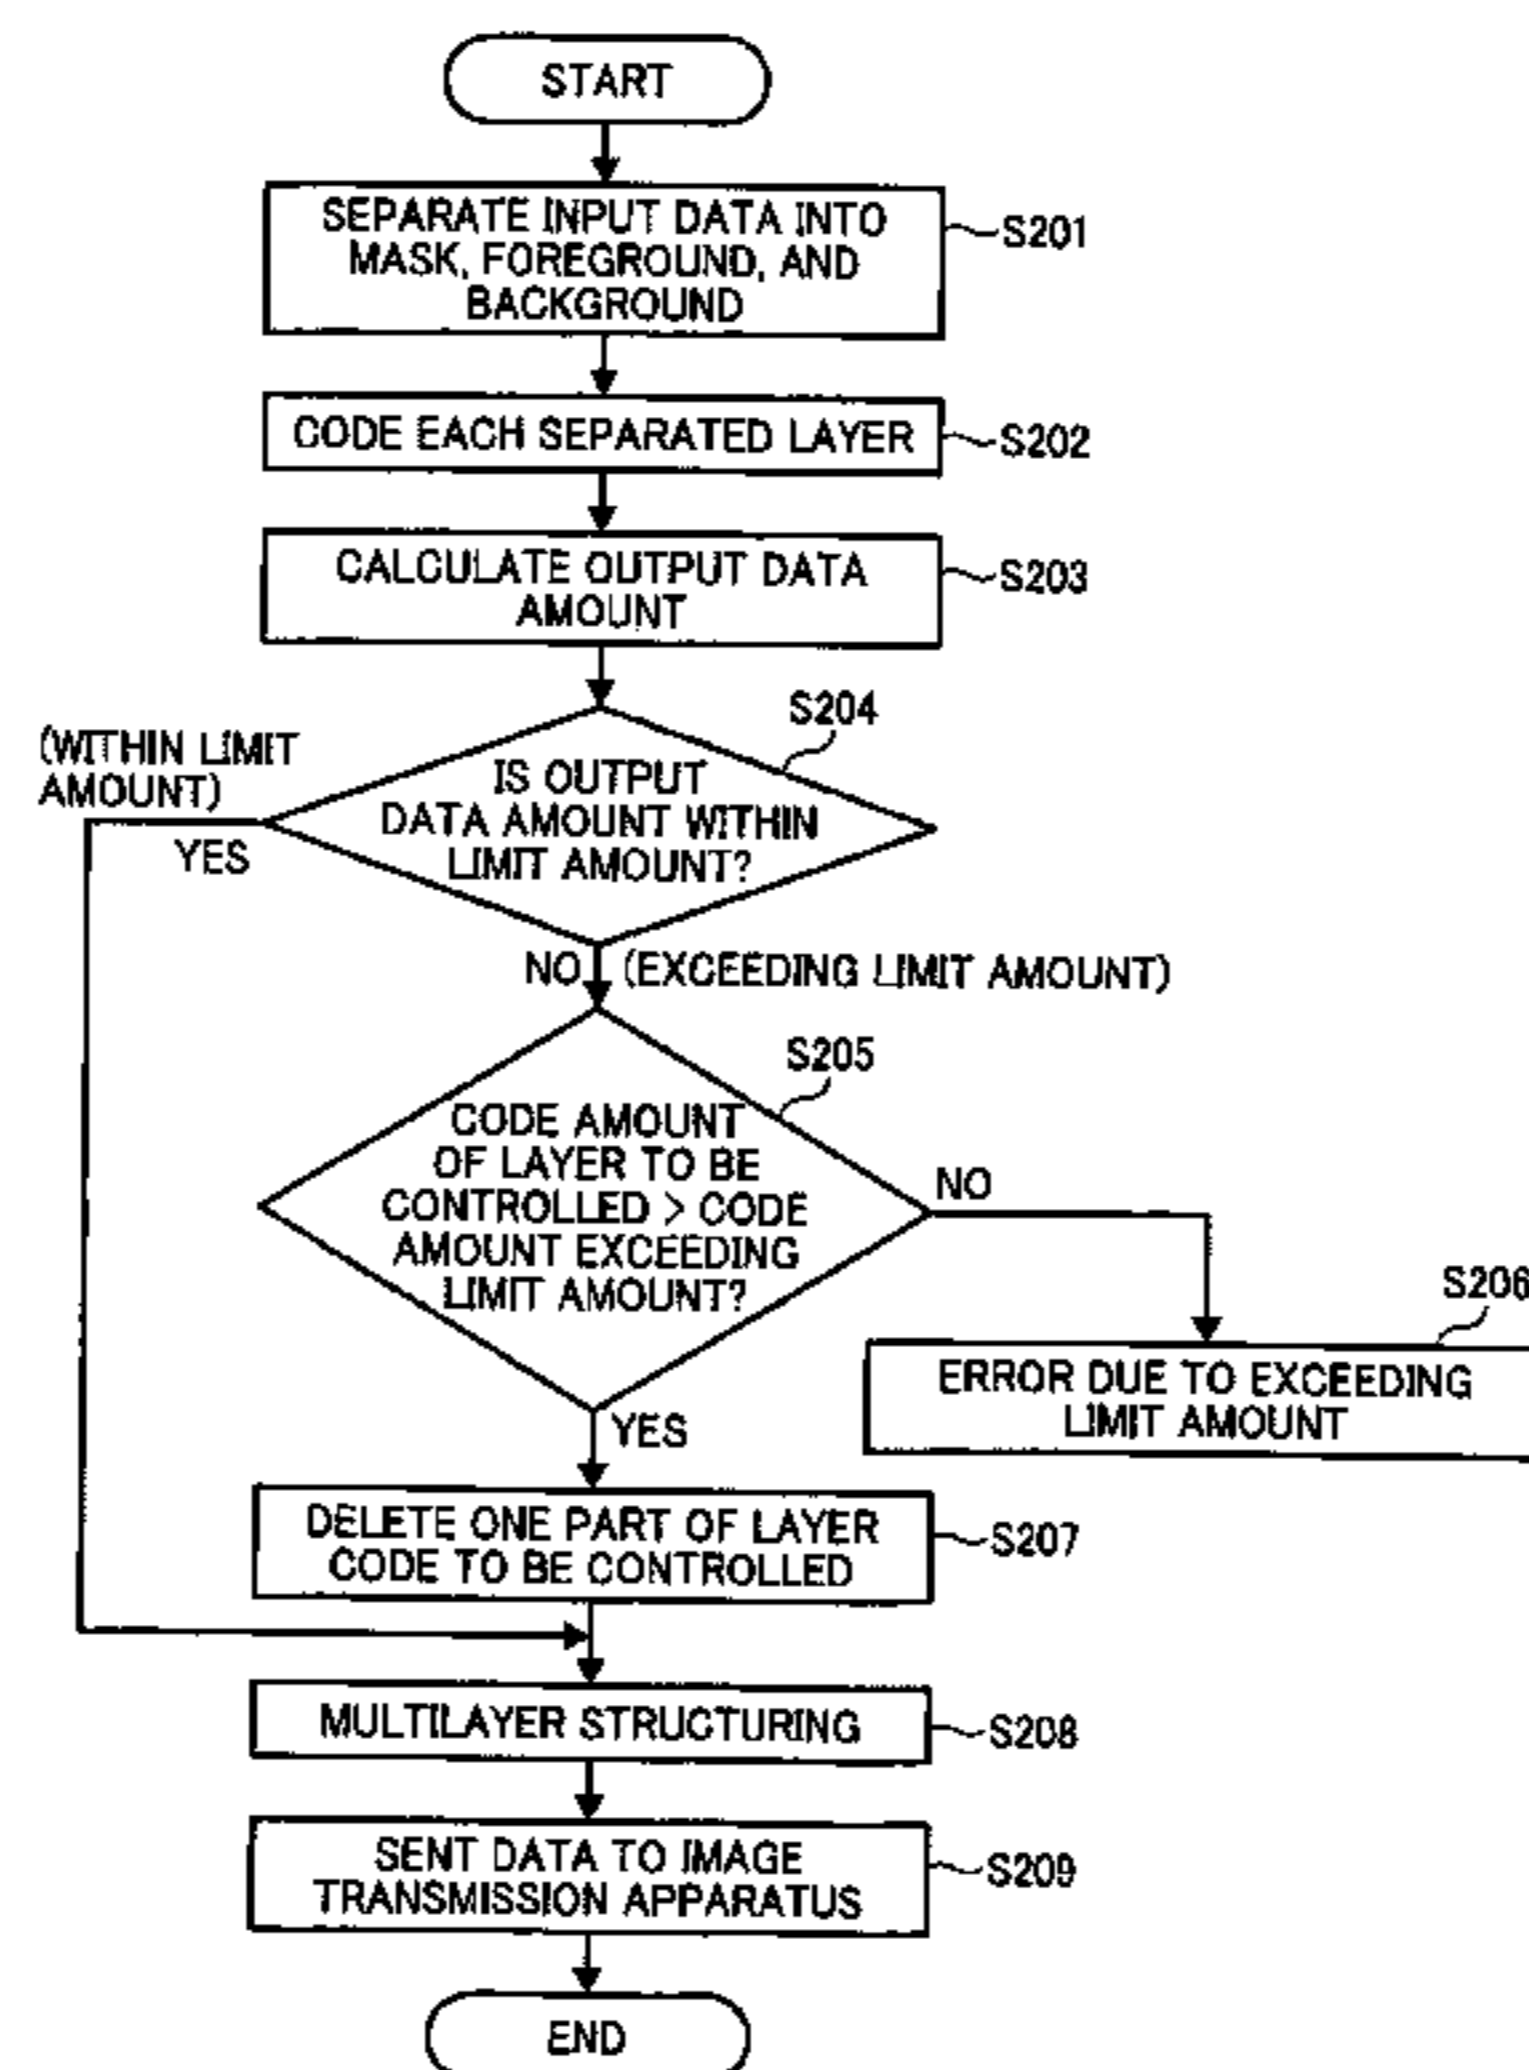 START
SEPARATE INPUT DATA INTO
MASK, FOREGROUND, AND
BACKGROUND
S201
CODE EACH SEPARATED LAYER
S202
CALCULATE OUTPUT DATA
AMOUNT
S203
S204
(WITHIN LIMIT
AMOUNT)
YES
IS OUTPUT
DATA AMOUNT WITHIN
LIMIT AMOUNT?
NO (EXCEEDING LIMIT AMOUNT)
S205
CODE AMOUNT
OF LAYER TO BE
CONTROLLED > CODE
AMOUNT EXCEEDING
LIMIT AMOUNT?
NO
S206
ERROR DUE TO EXCEEDING
LIMIT AMOUNT
YES
DELETE ONE PART OF LAYER
CODE TO BE CONTROLLED
S207
MULTILAYER STRUCTURING
S208
SENT DATA TO IMAGE
TRANSMISSION APPARATUS
S209
END